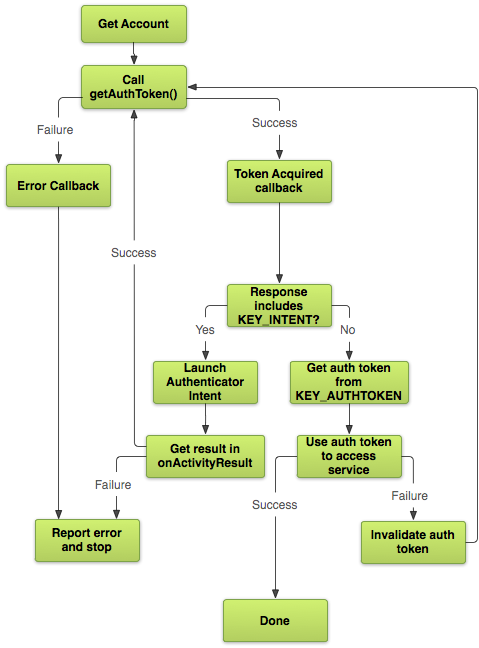 Get Account
Call
getAuthToken()
Failure
Success
Error Callback
Token Acquired
callback
Success
Response
includes
KEY_INTENT?
Yes
No
Launch
Authenticator
Intent
Get auth token
from
KEY_AUTHTOKEN
Get result in
onActivityResult
Use auth token
to access
service
Failure
Success
Failure
Report error
and stop
Invalidate auth
token
Done